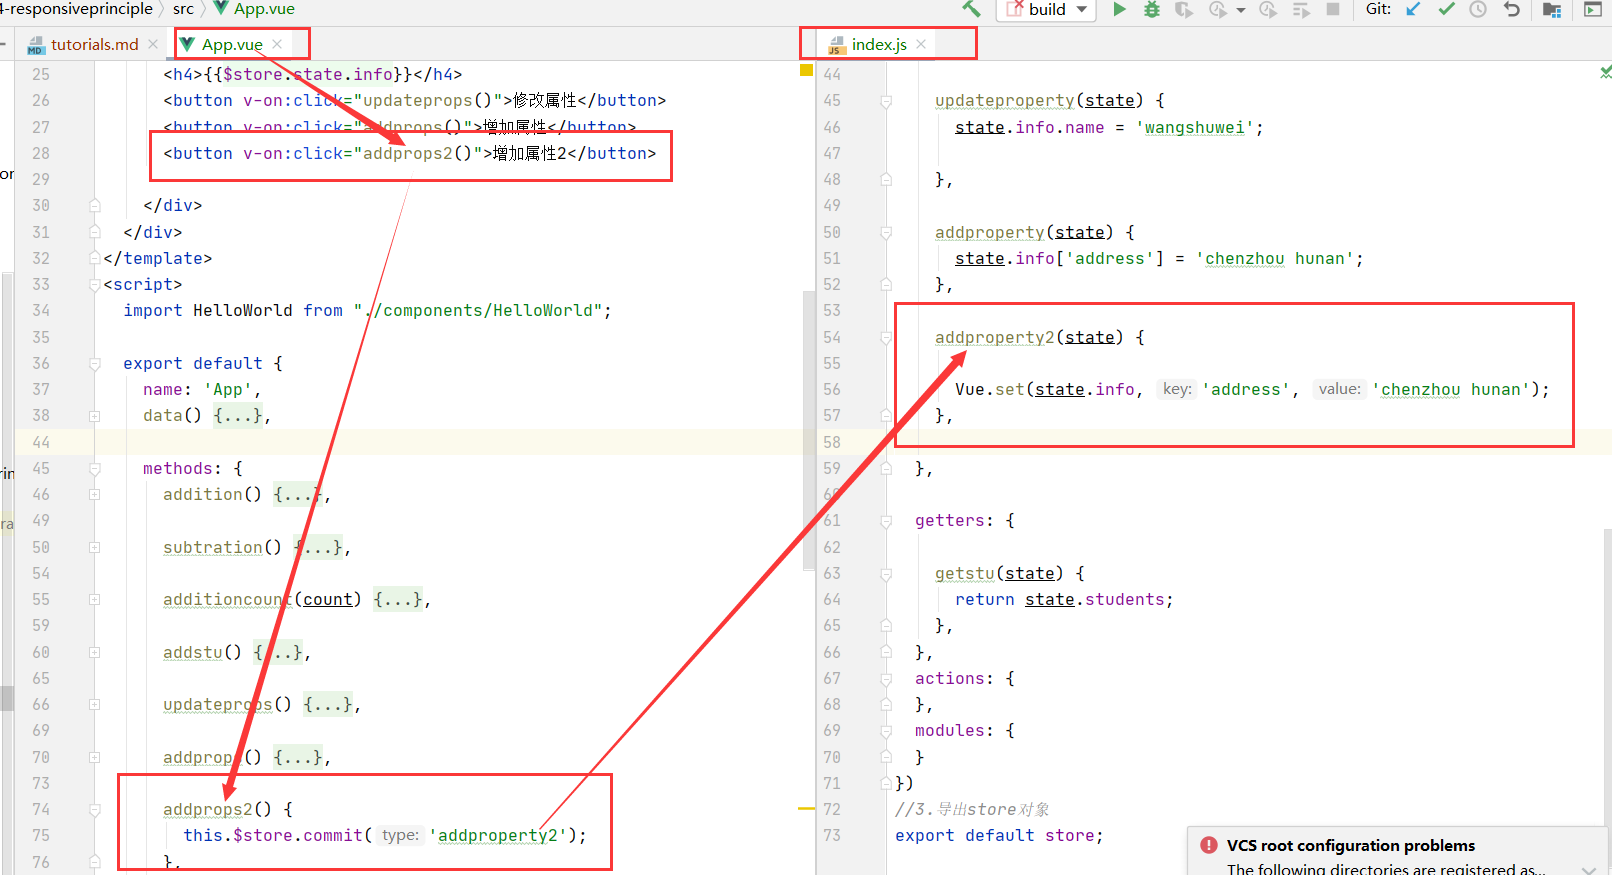 4-responsiveprinciple 〉 src 〉 App.vue
build
Git:
tutorials.md
App.vue
25 <h4>{{$store.state.info}}</h4>
26 <button v-on:click="updateprops()">修改属性</button>
27 <button v-on:click="addprops()">增加属性</button>
28 <button v-on:click="addprops2()">增加属性2</button>
29
30 </div>
31 </div>
32 </template>
33 <script>
34 import HelloWorld from "./components/HelloWorld";
35
36 export default {
37 name: 'App',
38 data() {...},
44
45 methods: {
46 addition() {...},
49
50 subtration() {...},
54
55 additioncount(count) {...},
59
60 addstu() {...},
65
66 updateprops() {...},
69
70 addprops() {...},
73
74 addprops2() {
75 this.$store.commit( type: 'addproperty2');
76 },
index.js
44
45 updateproperty(state) {
46 state.info.name = 'wangshuwei';
47
48 },
49
50 addproperty(state) {
51 state.info['address'] = 'chenzhou hunan';
52 },
53
54 addproperty2(state) {
55
56 Vue.set(state.info, key: 'address', value: 'chenzhou hunan');
57 },
58
59 },
60
61 getters: {
62
63 getstu(state) {
64 return state.students;
65 },
66 },
67 actions: {
68 },
69 modules: {
70 }
71 })
72 //3.导出store对象
73 export default store;
VCS root configuration problems
The following directories are registered as...